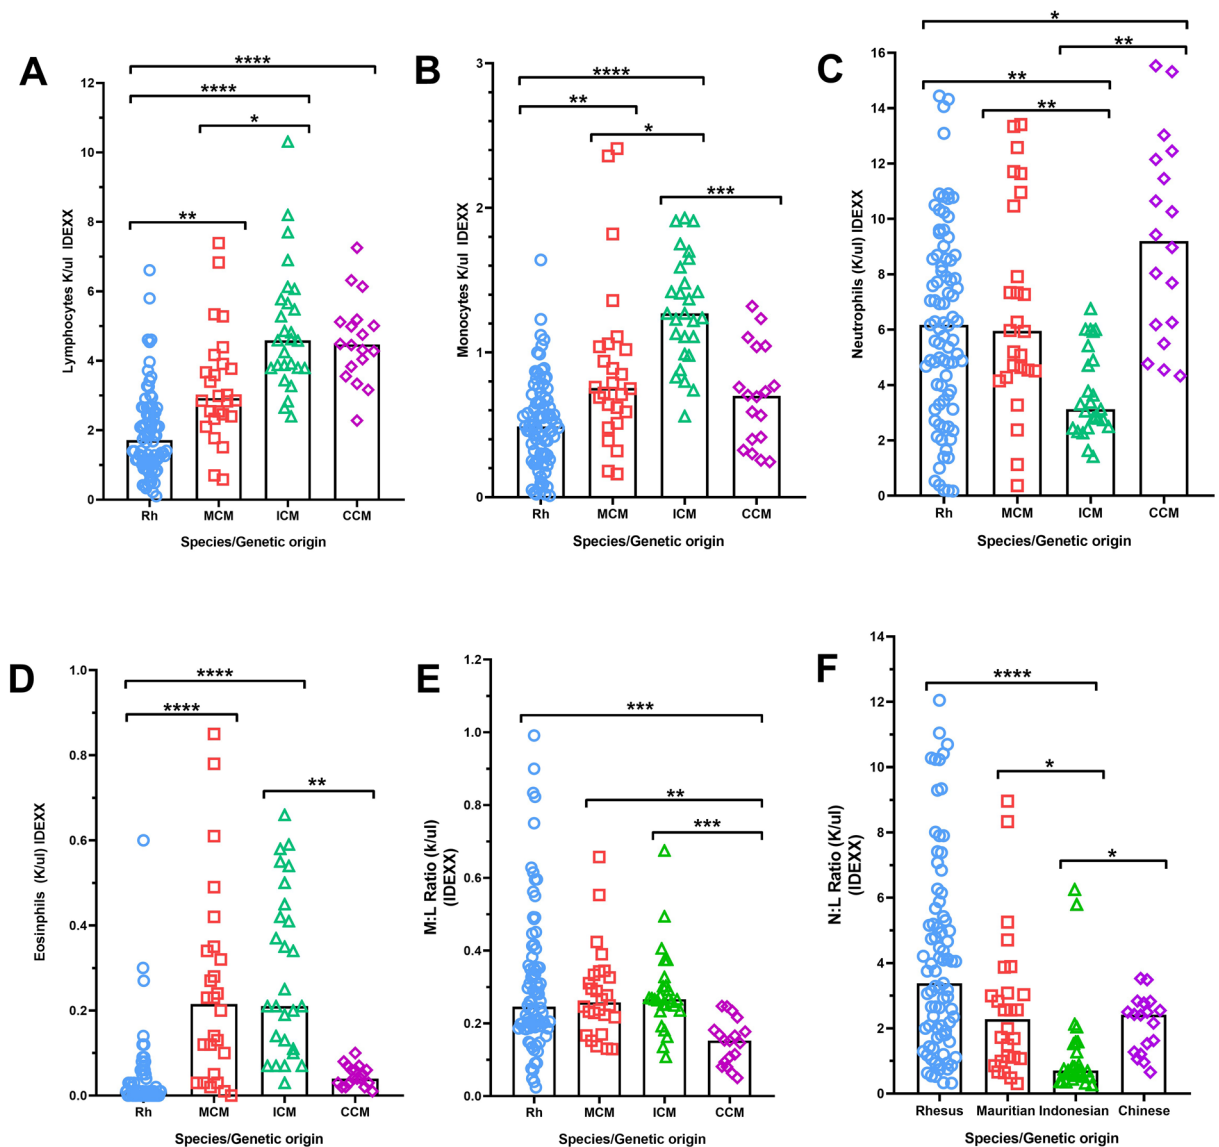 A
Lymphocytes K/ul IDEXX
12
10
8
6
4
2
0
****
****
*
**
Rh MCM ICM CCM
Species/Genetic origin
B
Monocytes K/ul IDEXX
3
2
1
0
****
**
*
***
Rh MCM ICM CCM
Species/Genetic origin
C
Neutrophils (K/ul) IDEXX
16
14
12
10
8
6
4
2
0
*
**
**
**
Rh MCM ICM CCM
Species/Genetic origin
D
Eosinphils (K/ul) IDEXX
1.0
0.8
0.6
0.4
0.2
0.0
****
****
**
Rh MCM ICM CCM
Species/Genetic origin
E
M:L Ratio (k/ul)
(IDEXX)
1.2
1.0
0.8
0.6
0.4
0.2
0.0
***
**
***
Rh MCM ICM CCM
Species/Genetic origin
F
N:L Ratio (K/ul)
(IDEXX)
14
12
10
8
6
4
2
0
****
*
*
Rhesus Mauritian Indonesian Chinese
Species/Genetic origin